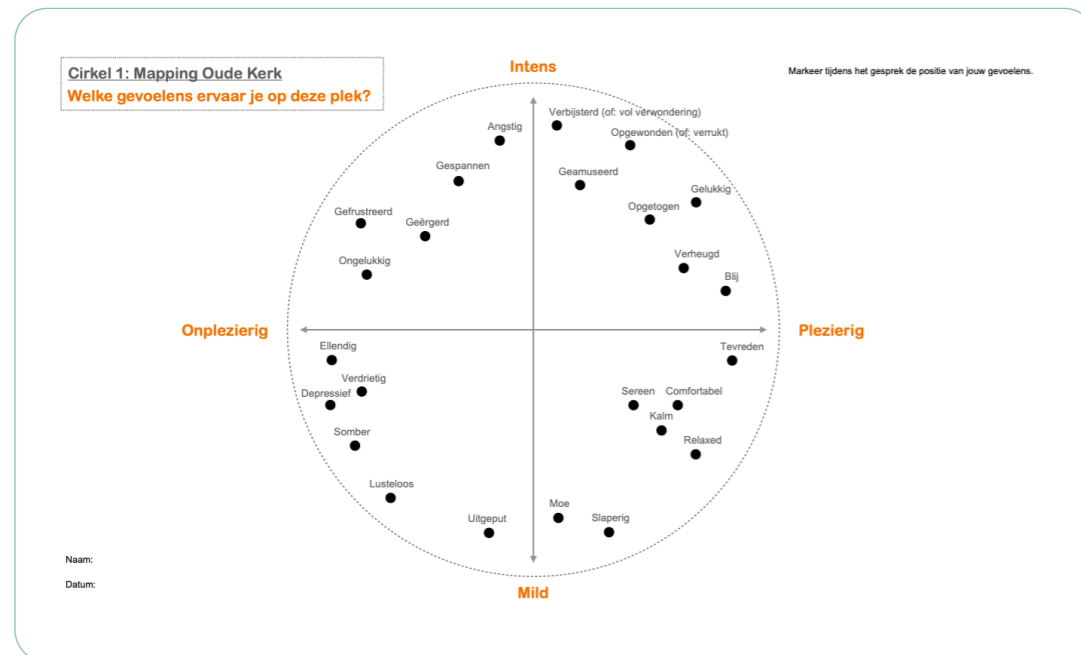 Cirkel 1: Mapping Oude Kerk
Welke gevoelens ervaar je op deze plek?
Markeer tijdens het gesprek de positie van jouw gevoelens.
Intens
Verbijsterd (of: vol verwondering)
Angstig
Opgewonden (of: verrukt)
Gespannen
Geamuseerd
Gelukkig
Gefrustreerd
Opgetogen
Geërgerd
Verheugd
Ongelukkig
Blij
Onplezierig
Plezierig
Ellendig
Tevreden
Verdrietig
Depressief
Sereen
Comfortabel
Kalm
Somber
Relaxed
Lusteloos
Moe
Uitgeput
Slaperig
Naam:
Datum:
Mild